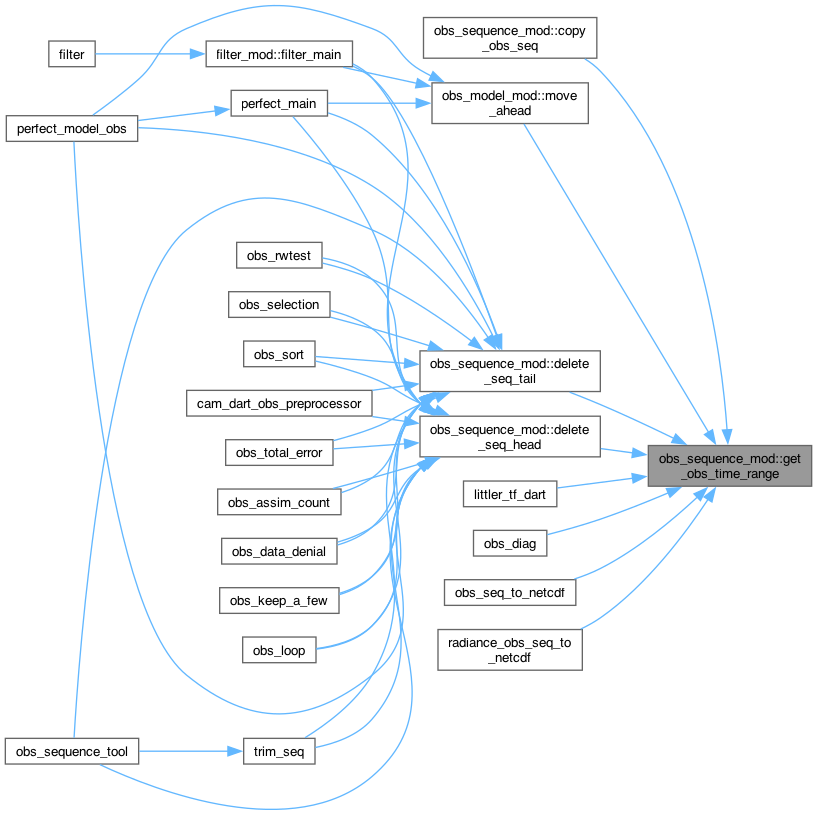 obs_sequence_mod::copy
_obs_seq
filter
filter_mod::filter_main
obs_model_mod::move
_ahead
perfect_main
perfect_model_obs
obs_rwtest
obs_selection
obs_sort
obs_sequence_mod::delete
_seq_tail
cam_dart_obs_preprocessor
obs_sequence_mod::delete
_seq_head
obs_total_error
obs_sequence_mod::get
_obs_time_range
obs_assim_count
littler_tf_dart
obs_data_denial
obs_diag
obs_keep_a_few
obs_seq_to_netcdf
obs_loop
radiance_obs_seq_to
_netcdf
obs_sequence_tool
trim_seq